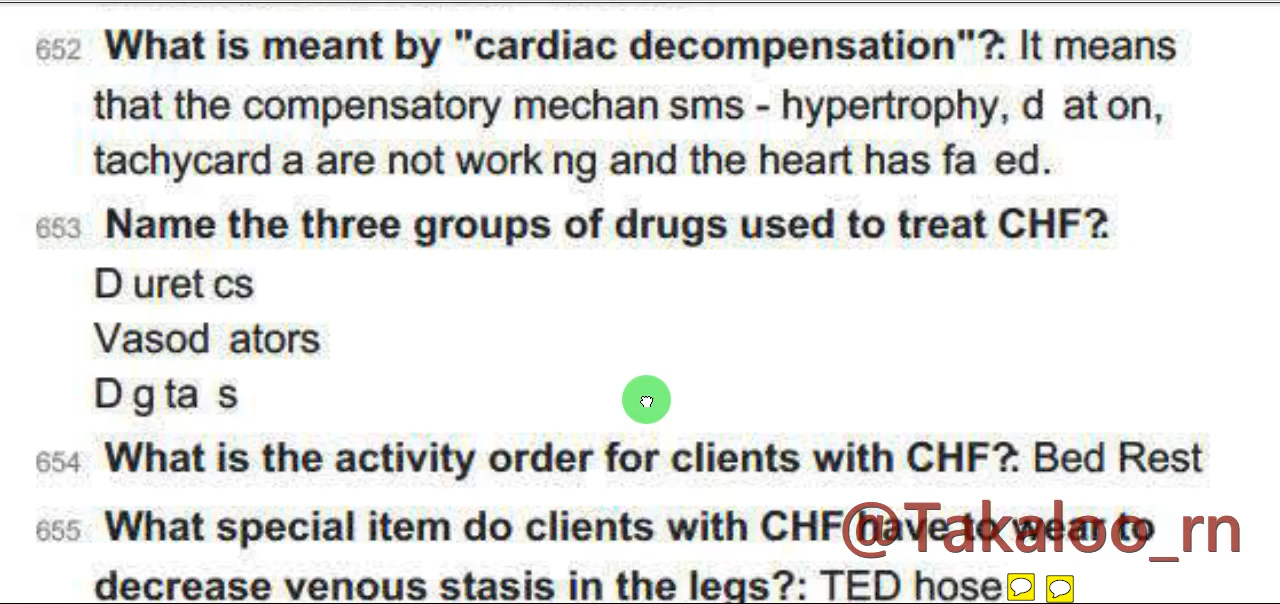 652 What is meant by "cardiac decompensation"?: It means
that the compensatory mechan sms - hypertrophy, d at on,
tachycard a are not work ng and the heart has fa ed.
653 Name the three groups of drugs used to treat CHF?:
D uret cs
Vasod ators
D g ta s
654 What is the activity order for clients with CHF?: Bed Rest
655 What special item do clients with CHF have to wear to
@Takaloo_rn
decrease venous stasis in the legs?: TED hose